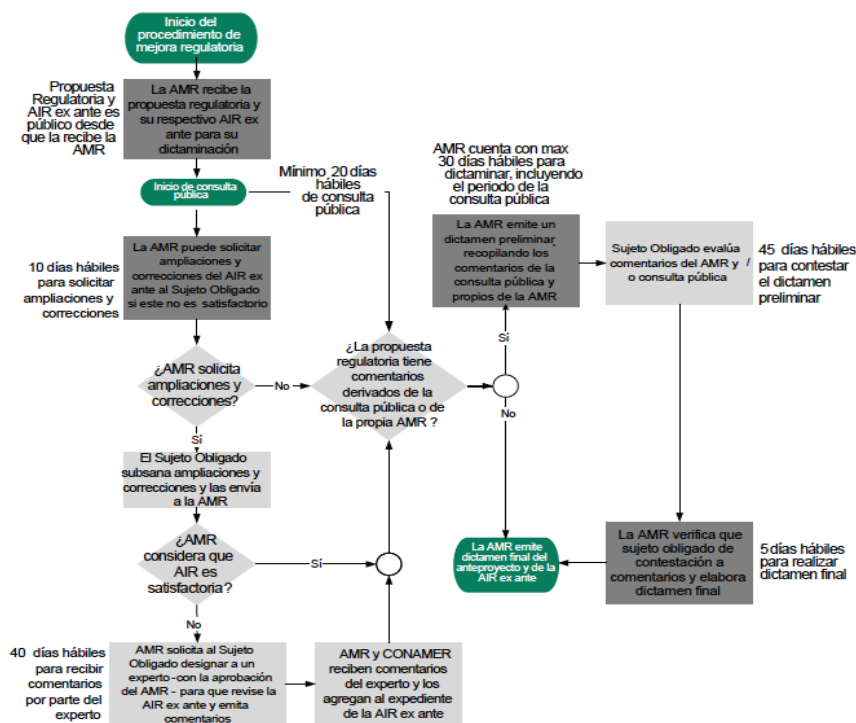 Inicio del
procedimiento de
mejora regulatoria
Propuesta
Regulatoria y
AIR ex ante es
público desde
que la recibe la
AMR
La AMR recibe la
propuesta regulatoria y
su respectivo AIR ex
ante para su
dictaminación
Inicio de consulta
pública
Mínimo 20 días
hábiles
de consulta
pública
10 días hábiles
para solicitar
ampliaciones y
correcciones
La AMR puede solicitar
ampliaciones y
correcciones del AIR ex
ante al Sujeto Obligado
si este no es satisfactorio
¿AMR solicita
ampliaciones y
correcciones?
No
Sí
El Sujeto Obligado
subsana ampliaciones y
correcciones y las envía
a la AMR
¿AMR
considera que
AIR es
satisfactoria?
Sí
No
40 días hábiles
para recibir
comentarios
por parte del
experto
AMR solicita al Sujeto
Obligado designar a un
experto -con la aprobación
del AMR - para que revise la
AIR ex ante y emita
comentarios
AMR y CONAMER
reciben comentarios
del experto y los
agregan al expediente
de la AIR ex ante
¿La propuesta
regulatoria tiene
comentarios
derivados de la
consulta pública o de
la propia AMR ?
Sí
No
AMR cuenta con max
30 días hábiles para
dictaminar, incluyendo
el periodo de la
consulta pública
La AMR emite un
dictamen preliminar,
recopilando los
comentarios de la
consulta pública y
propios de la AMR
Sujeto Obligado evalúa
comentarios del AMR y /
o consulta pública
45 días hábiles
para contestar
el dictamen
preliminar
La AMR verifica que
sujeto obligado de
contestación a
comentarios y elabora
dictamen final
5 días hábiles
para realizar
dictamen final
La AMR emite
dictamen final del
anteproyecto y de la
AIR ex ante